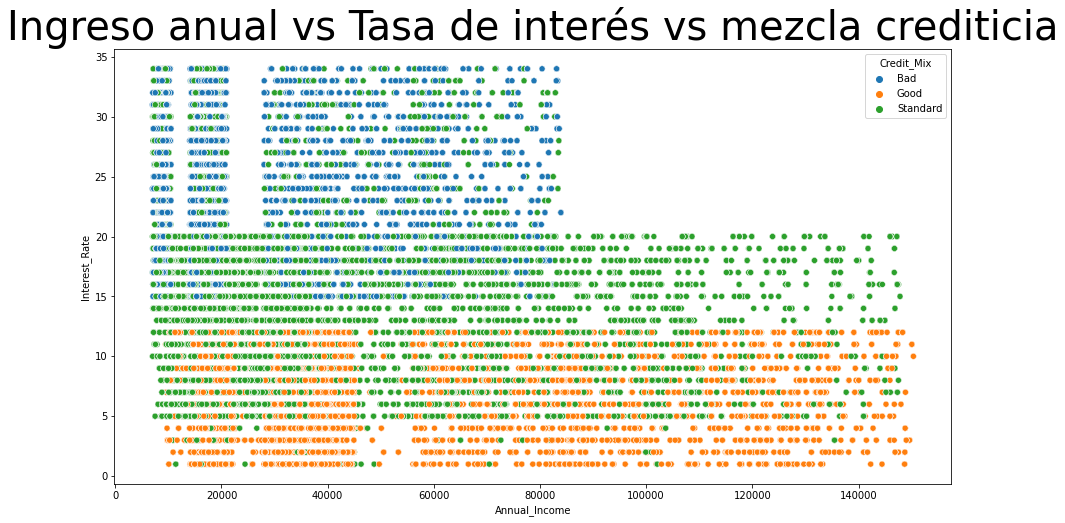 Ingreso anual vs Tasa de interés vs mezcla crediticia
Credit_Mix
Bad
Good
Standard
Interest_Rate
35
30
25
20
15
10
5
0
0
20000
40000
60000
80000
100000
120000
140000
Annual_Income